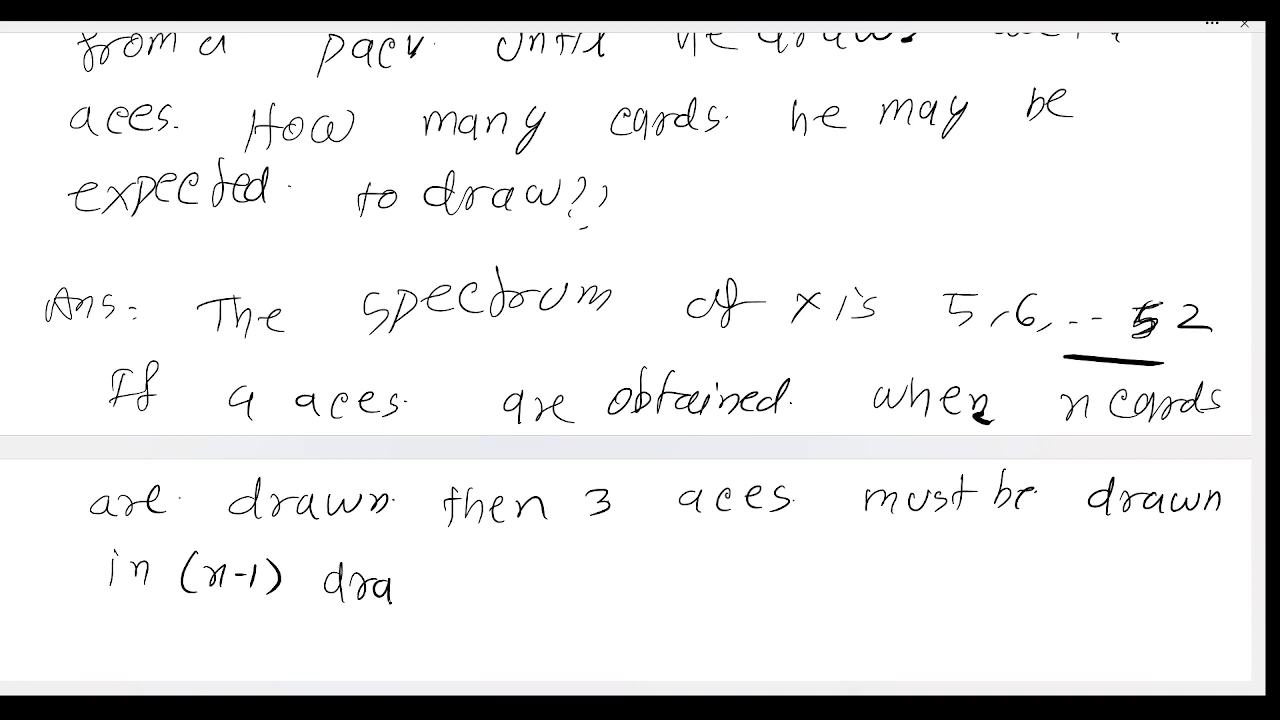 from a pack until he draws
aces. How many cards he may be
expected to draw??
Ans: The spectrum of x is 5,6,... 52
If 4 aces are obtained when n cards
are drawn then 3 aces must be drawn
in (n-1) dra